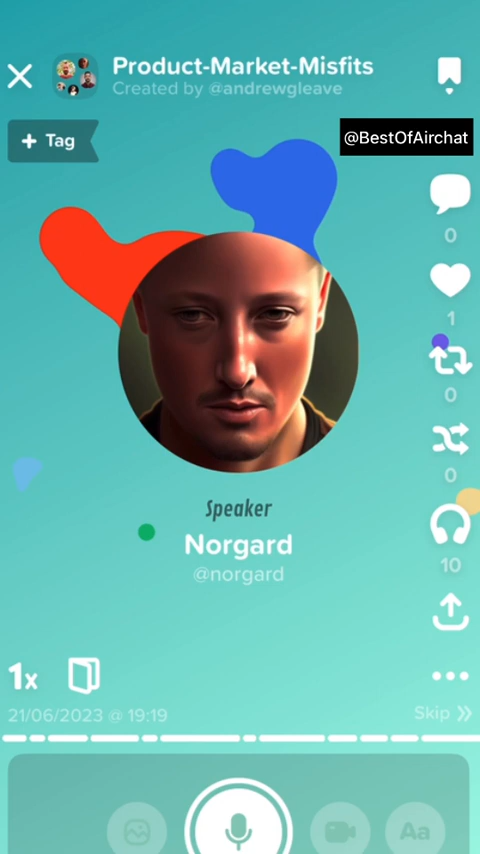 Product-Market-Misfits
Created by @andrewgleave
+ Tag
@BestOfAirchat
0
1
0
0
10
Speaker
Norgard
@norgard
1x
21/06/2023 @ 19:19
Skip
Aa